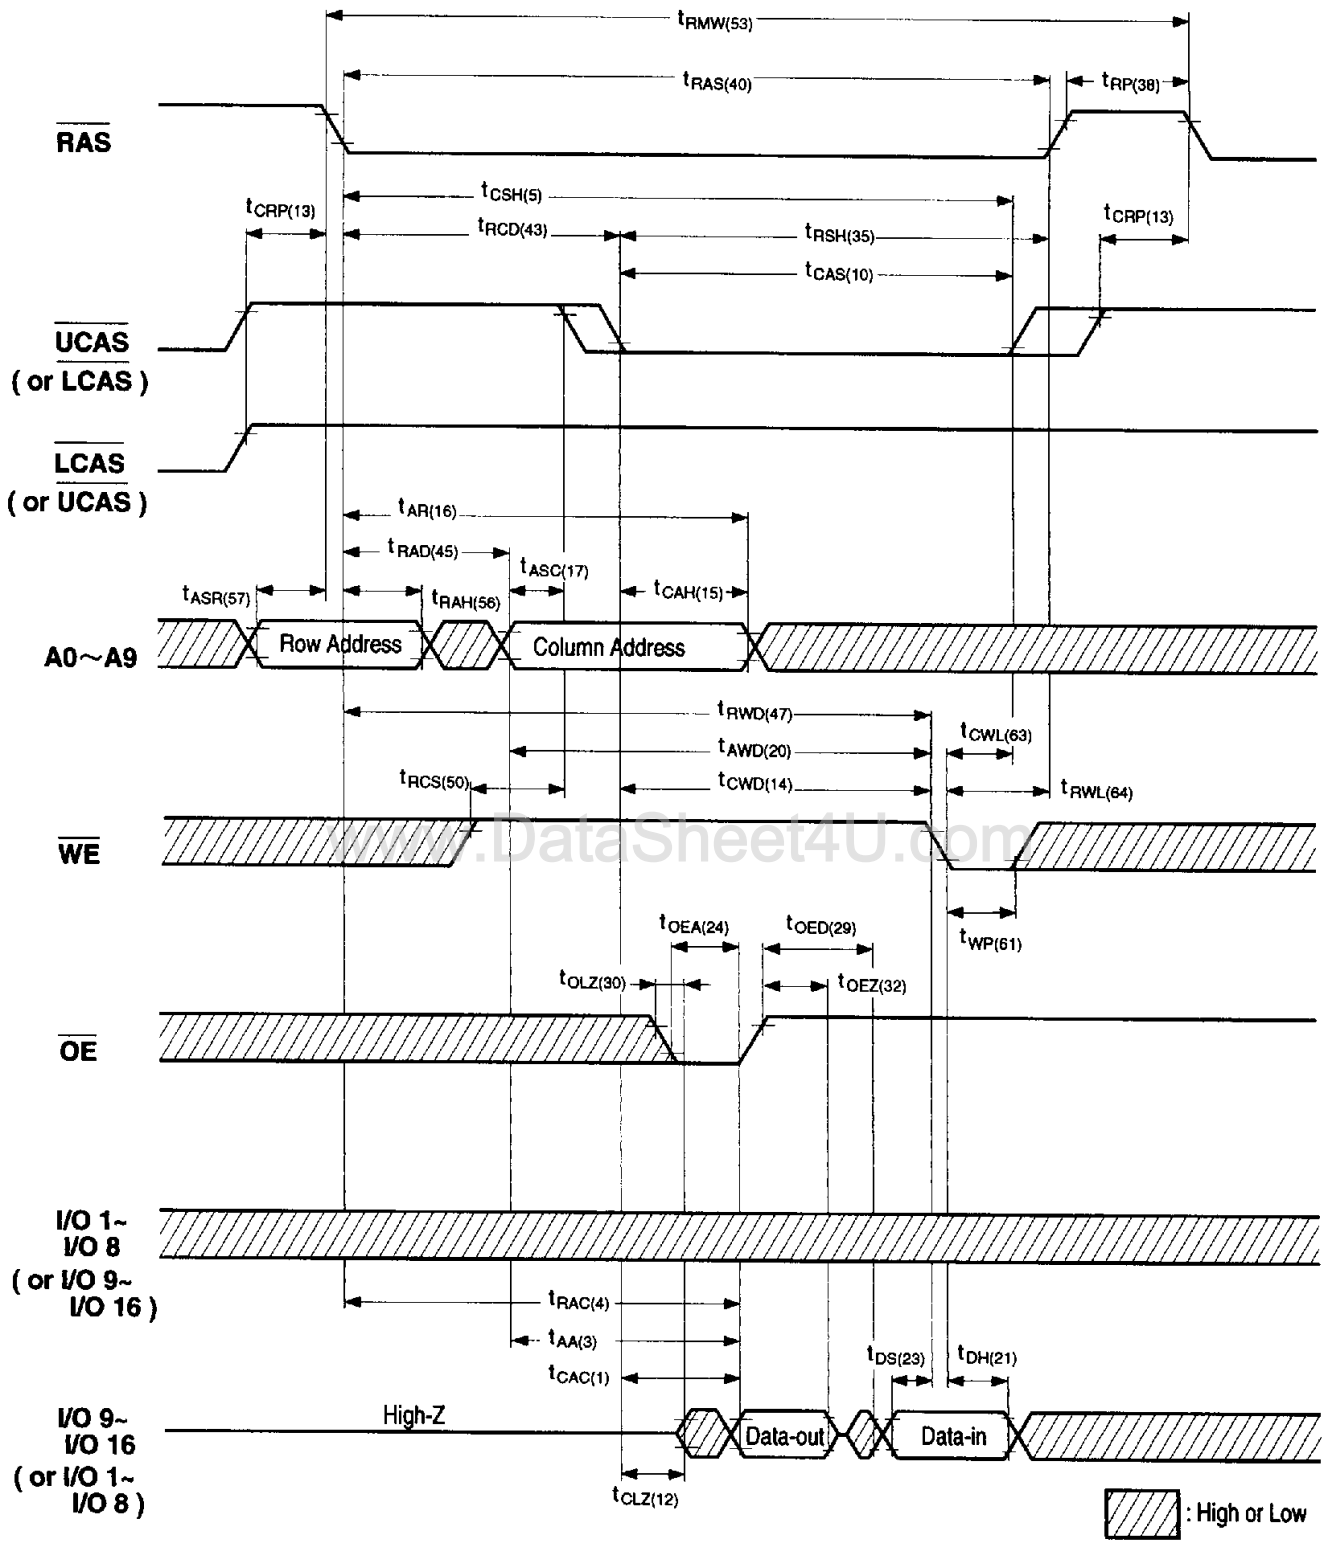 tRMW(53)
tRAS(40)
tRP(38)
RAS
tCSH(5)
tCRP(13)
tRCD(43)
tRSH(35)
tCRP(13)
tCAS(10)
UCAS
( or LCAS )
LCAS
( or UCAS )
tAR(16)
tRAD(45)
tASC(17)
tASR(57)
tRAH(56)
tCAH(15)
A0～A9
Row Address
Column Address
tRWD(47)
tAWD(20)
tCWL(63)
tRCS(50)
tCWD(14)
tRWL(64)
WE
www.DataSheet4U.com
tOEA(24)
tOED(29)
tWP(61)
tOLZ(30)
tOEZ(32)
OE
I/O 1~
I/O 8
( or I/O 9~
I/O 16 )
tRAC(4)
tAA(3)
tCAC(1)
tDS(23)
tDH(21)
I/O 9~
I/O 16
( or I/O 1~
I/O 8 )
High-Z
Data-out
Data-in
tCLZ(12)
: High or Low